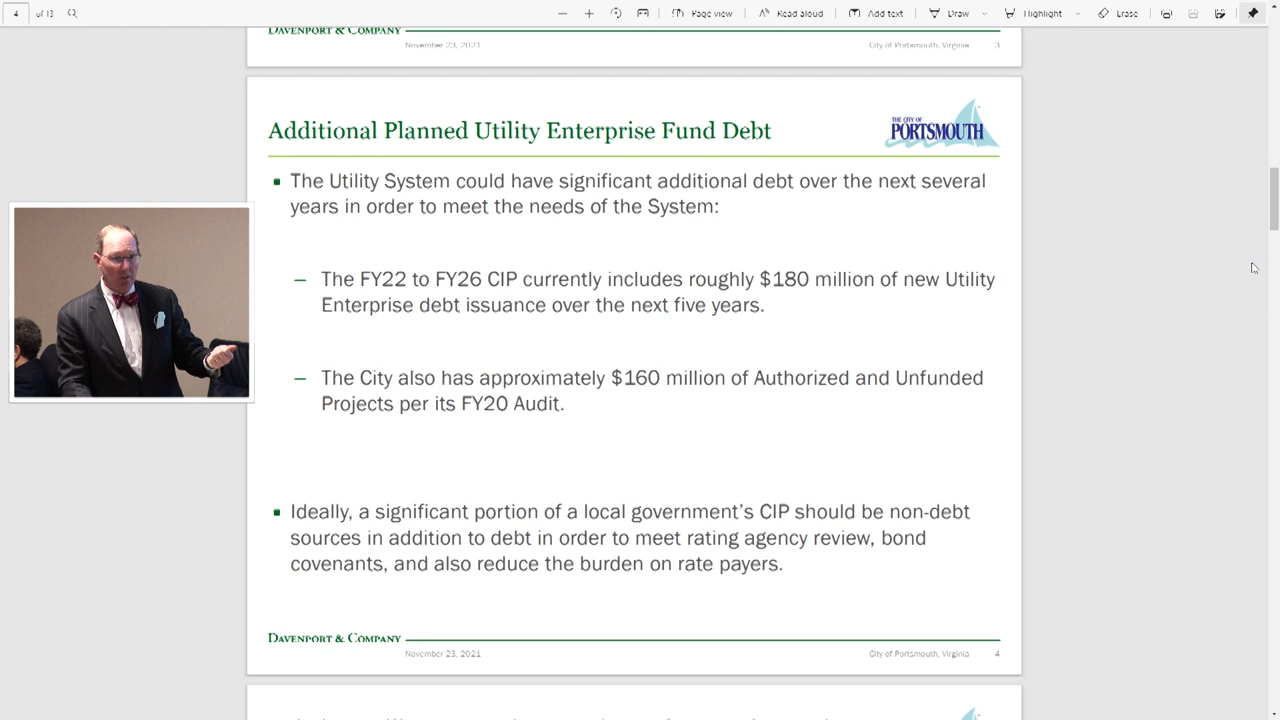 4 of 13
Page view
Read aloud
Add text
Draw
Highlight
Erase
DAVENPORT & COMPANY
November 23, 2021
City of Portsmouth, Virginia
3
Additional Planned Utility Enterprise Fund Debt
THE CITY OF
PORTSMOUTH
The Utility System could have significant additional debt over the next several
years in order to meet the needs of the System:
– The FY22 to FY26 CIP currently includes roughly $180 million of new Utility
Enterprise debt issuance over the next five years.
– The City also has approximately $160 million of Authorized and Unfunded
Projects per its FY20 Audit.
Ideally, a significant portion of a local government's CIP should be non-debt
sources in addition to debt in order to meet rating agency review, bond
covenants, and also reduce the burden on rate payers.
DAVENPORT & COMPANY
November 23, 2021
City of Portsmouth, Virginia
4